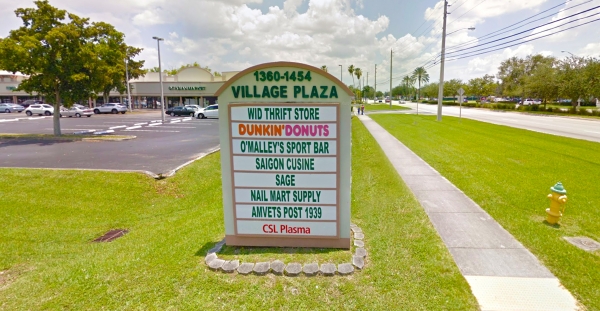 1360-1454
VILLAGE PLAZA
WID THRIFT STORE
DUNKIN'DONUTS
O'MALLEY'S SPORT BAR
SAIGON CUSINE
SAGE
NAIL MART SUPPLY
AMVETS POST 1939
CSL Plasma